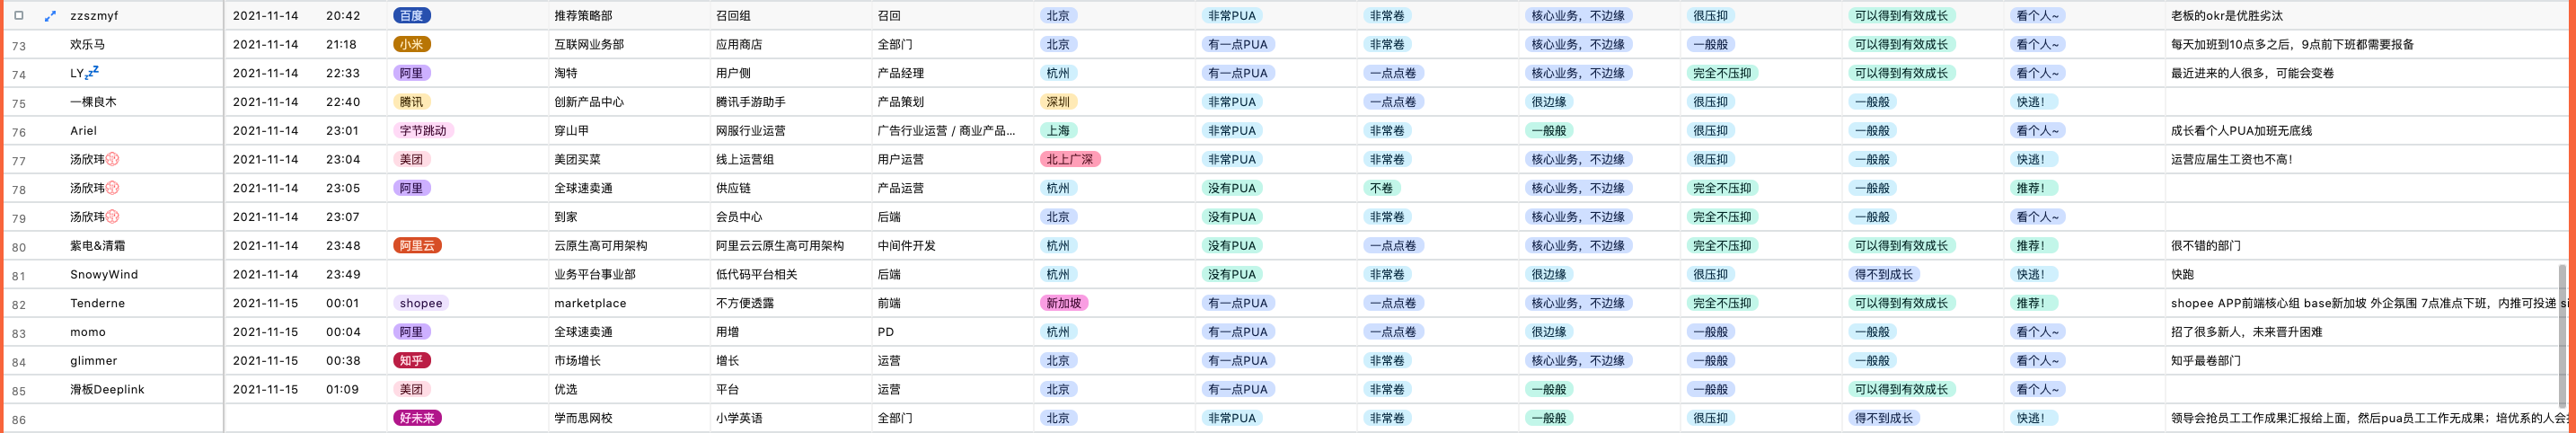 zzszmyf 2021-11-14 20:42 百度 推荐策略部 召回组 召回 北京 非常PUA 非常卷 核心业务，不边缘 很压抑 可以得到有效成长 看个人~ 老板的okr是优胜劣汰
73 欢乐马 2021-11-14 21:18 小米 互联网业务部 应用商店 全部门 北京 有一点PUA 非常卷 核心业务，不边缘 一般般 可以得到有效成长 看个人~ 每天加班到10点多之后，9点前下班都需要报备
74 LY💤 2021-11-14 22:33 阿里 淘特 用户侧 产品经理 杭州 有一点PUA 一点点卷 核心业务，不边缘 完全不压抑 可以得到有效成长 看个人~ 最近进来的人很多，可能会变卷
75 一棵良木 2021-11-14 22:40 腾讯 创新产品中心 腾讯手游助手 产品策划 深圳 非常PUA 一点点卷 很边缘 很压抑 一般般 快逃！
76 Ariel 2021-11-14 23:01 字节跳动 穿山甲 网服行业运营 广告行业运营 / 商业产品... 上海 非常PUA 非常卷 一般般 很压抑 一般般 看个人~ 成长看个人PUA加班无底线
77 汤欣玮 2021-11-14 23:04 美团 美团买菜 线上运营组 用户运营 北上广深 非常PUA 非常卷 核心业务，不边缘 很压抑 一般般 快逃！ 运营应届生工资也不高！
78 汤欣玮 2021-11-14 23:05 阿里 全球速卖通 供应链 产品运营 杭州 没有PUA 不卷 核心业务，不边缘 完全不压抑 一般般 推荐！
79 汤欣玮 2021-11-14 23:07 到家 会员中心 后端 北京 没有PUA 非常卷 核心业务，不边缘 完全不压抑 一般般 看个人~
80 紫电&清霜 2021-11-14 23:48 阿里云 云原生高可用架构 阿里云云原生高可用架构 中间件开发 杭州 没有PUA 一点点卷 核心业务，不边缘 完全不压抑 可以得到有效成长 推荐！ 很不错的部门
81 SnowyWind 2021-11-14 23:49 业务平台事业部 低代码平台相关 后端 杭州 没有PUA 非常卷 很边缘 很压抑 得不到成长 快逃！ 快跑
82 Tenderne 2021-11-15 00:01 shopee marketplace 不方便透露 前端 新加坡 有一点PUA 一点点卷 核心业务，不边缘 完全不压抑 可以得到有效成长 推荐！ shopee APP前端核心组 base新加坡 外企氛围 7点准点下班，内推可投递
83 momo 2021-11-15 00:04 阿里 全球速卖通 用增 PD 杭州 有一点PUA 一点点卷 很边缘 一般般 一般般 看个人~ 招了很多新人，未来晋升困难
84 glimmer 2021-11-15 00:38 知乎 市场增长 增长 运营 北京 有一点PUA 非常卷 核心业务，不边缘 一般般 一般般 看个人~ 知乎最卷部门
85 滑板Deeplink 2021-11-15 01:09 美团 优选 平台 运营 北京 有一点PUA 非常卷 一般般 一般般 可以得到有效成长 看个人~
86 好未来 学而思网校 小学英语 全部门 北京 非常PUA 非常卷 一般般 很压抑 得不到成长 快逃！ 领导会抢员工工作成果汇报给上面，然后pua员工工作无成果；培优系的人会